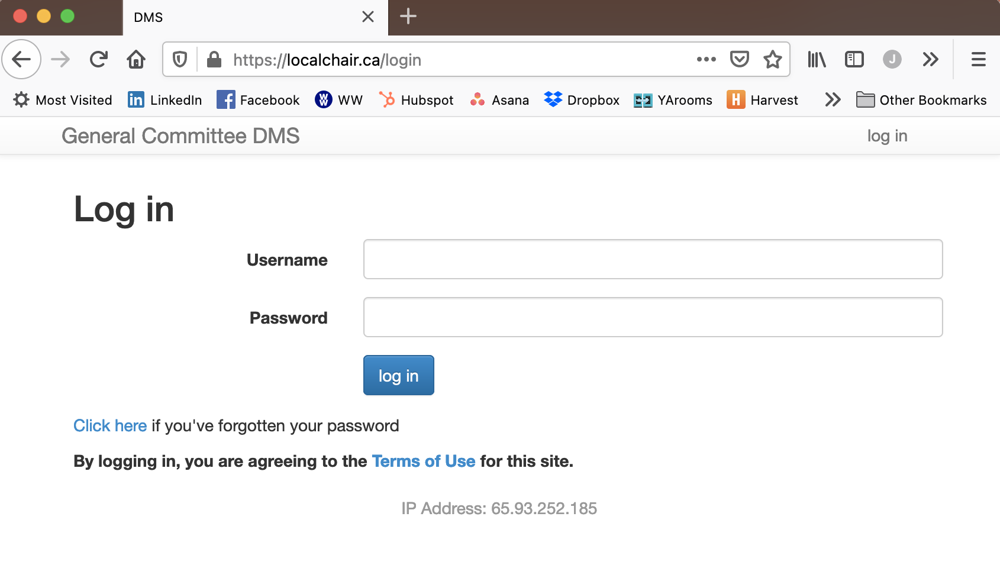 DMS
https://localchair.ca/login
J
Most Visited in LinkedIn f Facebook W W WW Hubspot Asana Dropbox YArooms H Harvest Other Bookmarks
General Committee DMS log in
Log in
Username
Password
log in
Click here if you've forgotten your password
By logging in, you are agreeing to the Terms of Use for this site.
IP Address: 65.93.252.185